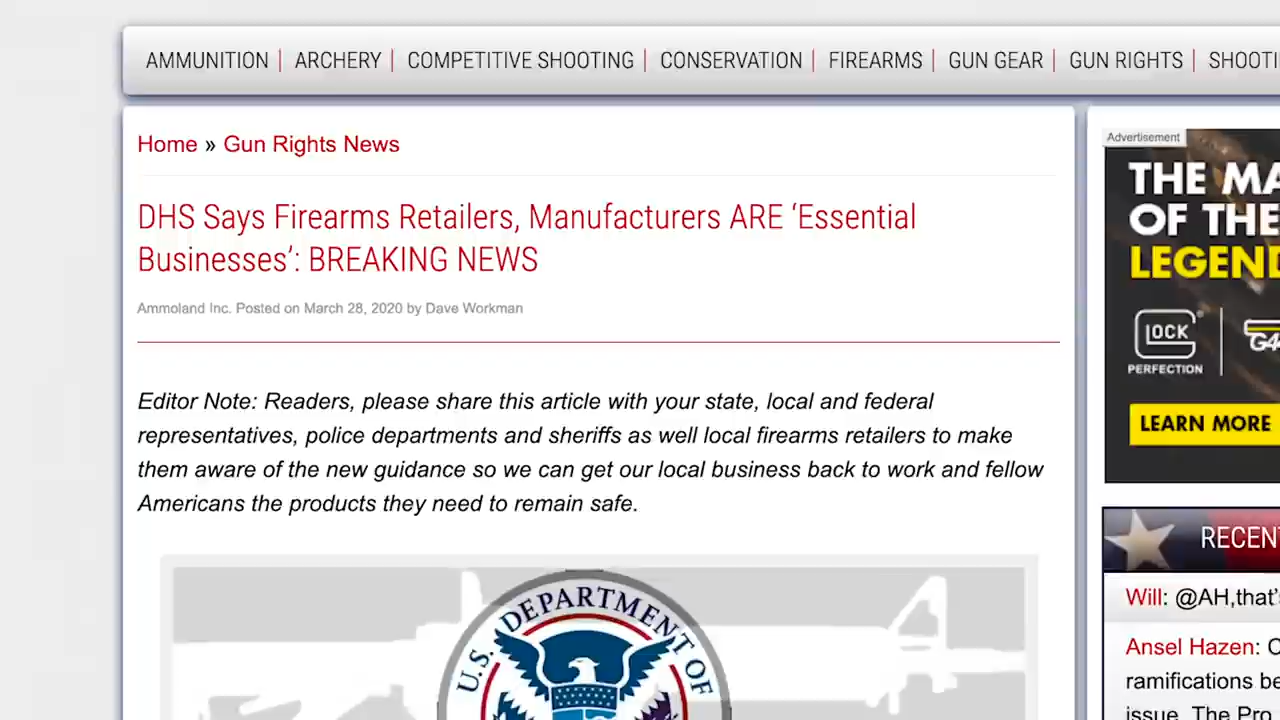 AMMUNITION | ARCHERY | COMPETITIVE SHOOTING | CONSERVATION | FIREARMS | GUN GEAR | GUN RIGHTS | SHOOTI
Home » Gun Rights News
DHS Says Firearms Retailers, Manufacturers ARE ‘Essential
Businesses’: BREAKING NEWS
Ammoland Inc. Posted on March 28, 2020 by Dave Workman
Editor Note: Readers, please share this article with your state, local and federal
representatives, police departments and sheriffs as well local firearms retailers to make
them aware of the new guidance so we can get our local business back to work and fellow
Americans the products they need to remain safe.
U.S. DEPARTMENT OF
Advertisement
THE MA
OF THE
LEGEND
GLOCK
PERFECTION
G4
LEARN MORE
RECENT
Will: @AH,that's
Ansel Hazen: C
ramifications be
issue. The Pro